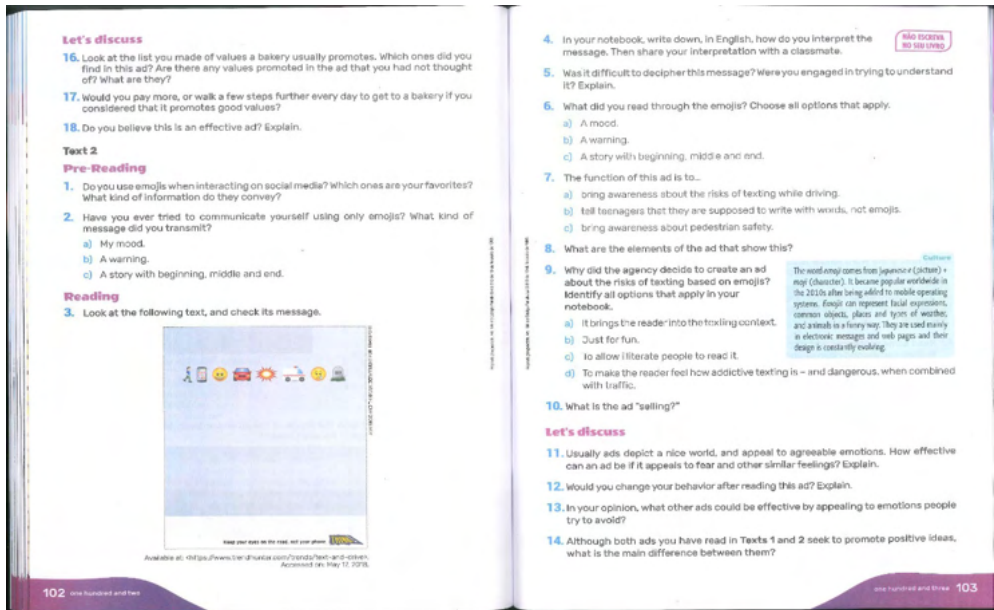 Let's discuss
16. Look at the list you made of values a bakery usually promotes. Which ones did you
find in this ad? Are there any values promoted in the ad that you had not thought
of? What are they?
17. Would you pay more, or walk a few steps further every day to get to a bakery if you
considered that it promotes good values?
18. Do you believe this is an effective ad? Explain.
Text 2
Pre-Reading
1. Do you use emojis when interacting on social media? Which ones are your favorites?
What kind of information do they convey?
2. Have you ever tried to communicate yourself using only emojis? What kind of
message did you transmit?
a) My mood.
b) A warning.
c) A story with beginning, middle and end.
Reading
3. Look at the following text, and check its message.
Keep your eyes on the road, not your phone.
Available at: <https://www.trendhunter.com/trends/text-and-driven>
Accessed on: May 17, 2018.
102 one hundred and two
4. In your notebook, write down, in English, how do you interpret the
message. Then share your interpretation with a classmate.
NÃO ESCREVA
NO SEU LIVRO
5. Was it difficult to decipher this message? Were you engaged in trying to understand
it? Explain.
6. What did you read through the emojis? Choose all options that apply.
a) A mood.
b) A warning.
c) A story with beginning, middle and end.
7. The function of this ad is to...
a) bring awareness about the risks of texting while driving.
b) tell teenagers that they are supposed to write with words, not emojis.
c) bring awareness about pedestrian safety.
8. What are the elements of the ad that show this?
9. Why did the agency decide to create an ad
about the risks of texting based on emojis?
Identify all options that apply in your
notebook.
a) It brings the reader into the texting context.
b) Just for fun.
c) To allow illiterate people to read it.
d) To make the reader feel how addictive texting is – and dangerous, when combined
with traffic.
Culture
The word emoji comes from Japanese e (picture) +
moji (character). It became popular worldwide in
the 2010s after being added to mobile operating
systems. Emoji can represent facial expressions,
common objects, places and types of weather,
and animals in a funny way. They are used mainly
in electronic messages and web pages and their
design is constantly evolving.
10. What is the ad "selling?"
Let's discuss
11. Usually ads depict a nice world, and appeal to agreeable emotions. How effective
can an ad be if it appeals to fear and other similar feelings? Explain.
12. Would you change your behavior after reading this ad? Explain.
13. In your opinion, what other ads could be effective by appealing to emotions people
try to avoid?
14. Although both ads you have read in Texts 1 and 2 seek to promote positive ideas,
what is the main difference between them?
one hundred and three 103